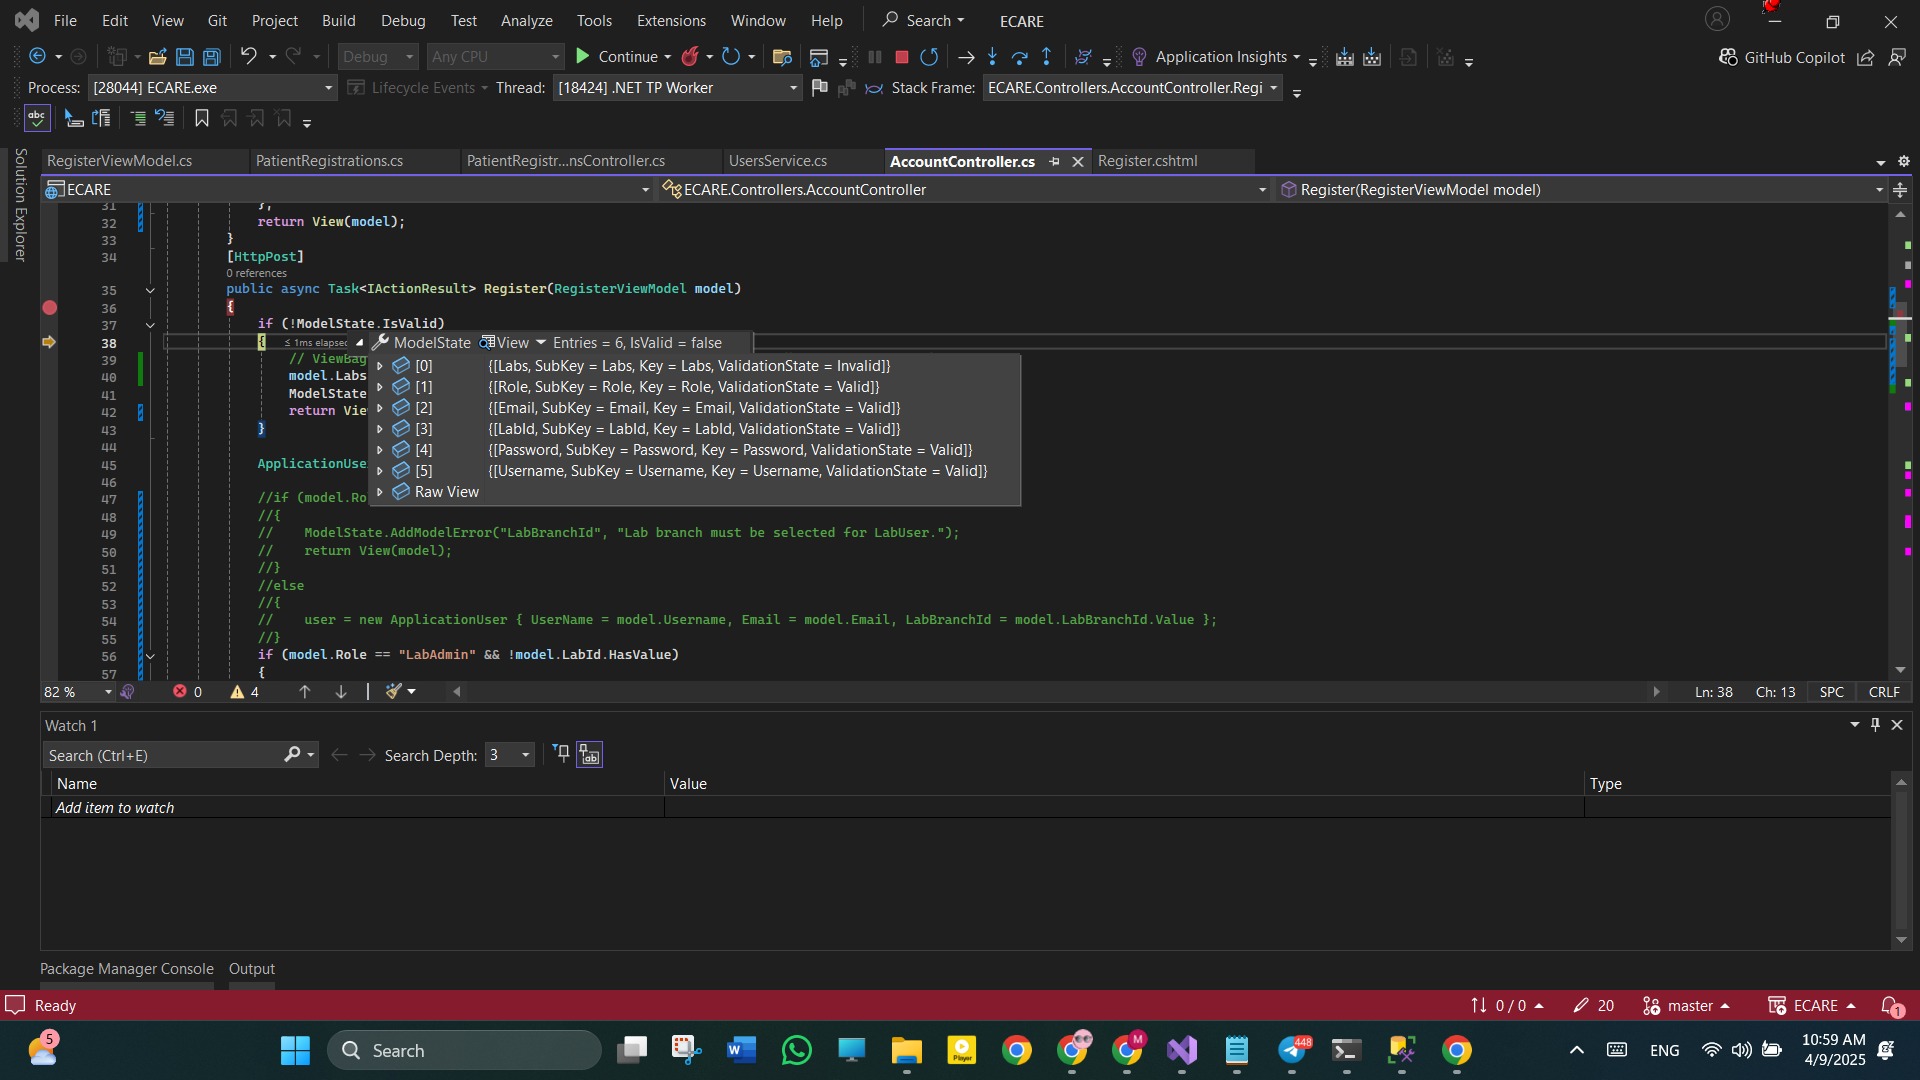 File Edit View Git Project Build Debug Test Analyze Tools Extensions Window Help Search ECARE
Debug Any CPU Continue Application Insights GitHub Copilot
Process: [28044] ECARE.exe Lifecycle Events Thread: [18424] .NET TP Worker Stack Frame: ECARE.Controllers.AccountController.Regi
abc
Solution Explorer
RegisterViewModel.cs PatientRegistrations.cs PatientRegistr...nsController.cs UsersService.cs AccountController.cs Register.cshtml
ECARE ECARE.Controllers.AccountController Register(RegisterViewModel model)
31 };
32 return View(model);
33 }
34 [HttpPost]
0 references
35 public async Task<IActionResult> Register(RegisterViewModel model)
36 {
37 if (!ModelState.IsValid)
38 { ≤ 1ms elapsed ModelState View Entries = 6, IsValid = false
39 // ViewBag
40 model.Labs
41 ModelState
42 return View
43 }
[0] {[Labs, SubKey = Labs, Key = Labs, ValidationState = Invalid]}
[1] {[Role, SubKey = Role, Key = Role, ValidationState = Valid]}
[2] {[Email, SubKey = Email, Key = Email, ValidationState = Valid]}
[3] {[LabId, SubKey = LabId, Key = LabId, ValidationState = Valid]}
[4] {[Password, SubKey = Password, Key = Password, ValidationState = Valid]}
[5] {[Username, SubKey = Username, Key = Username, ValidationState = Valid]}
Raw View
44
45 ApplicationUse
46
47 //if (model.Ro
48 //{
49 // ModelState.AddModelError("LabBranchId", "Lab branch must be selected for LabUser.");
50 // return View(model);
51 //}
52 //else
53 //{
54 // user = new ApplicationUser { UserName = model.Username, Email = model.Email, LabBranchId = model.LabBranchId.Value };
55 //}
56 if (model.Role == "LabAdmin" && !model.LabId.HasValue)
57 {
82 % 0 4 Ln: 38 Ch: 13 SPC CRLF
Watch 1
Search (Ctrl+E) Search Depth: 3
Name Value Type
Add item to watch
Package Manager Console Output
Ready 0 / 0 20 master ECARE 1
5 Search Player M 448 ENG 10:59 AM
4/9/2025